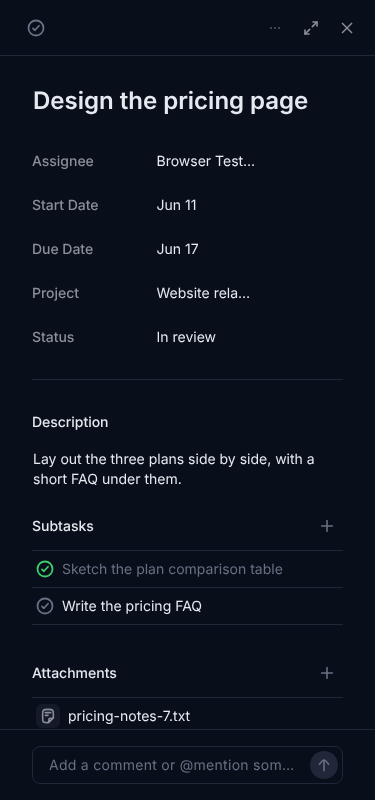 Design the pricing page
Assignee Browser Test...
Start Date Jun 11
Due Date Jun 17
Project Website rela...
Status In review
Description
Lay out the three plans side by side, with a
short FAQ under them.
Subtasks
Sketch the plan comparison table
Write the pricing FAQ
Attachments
pricing-notes-7.txt
Add a comment or @mention som...